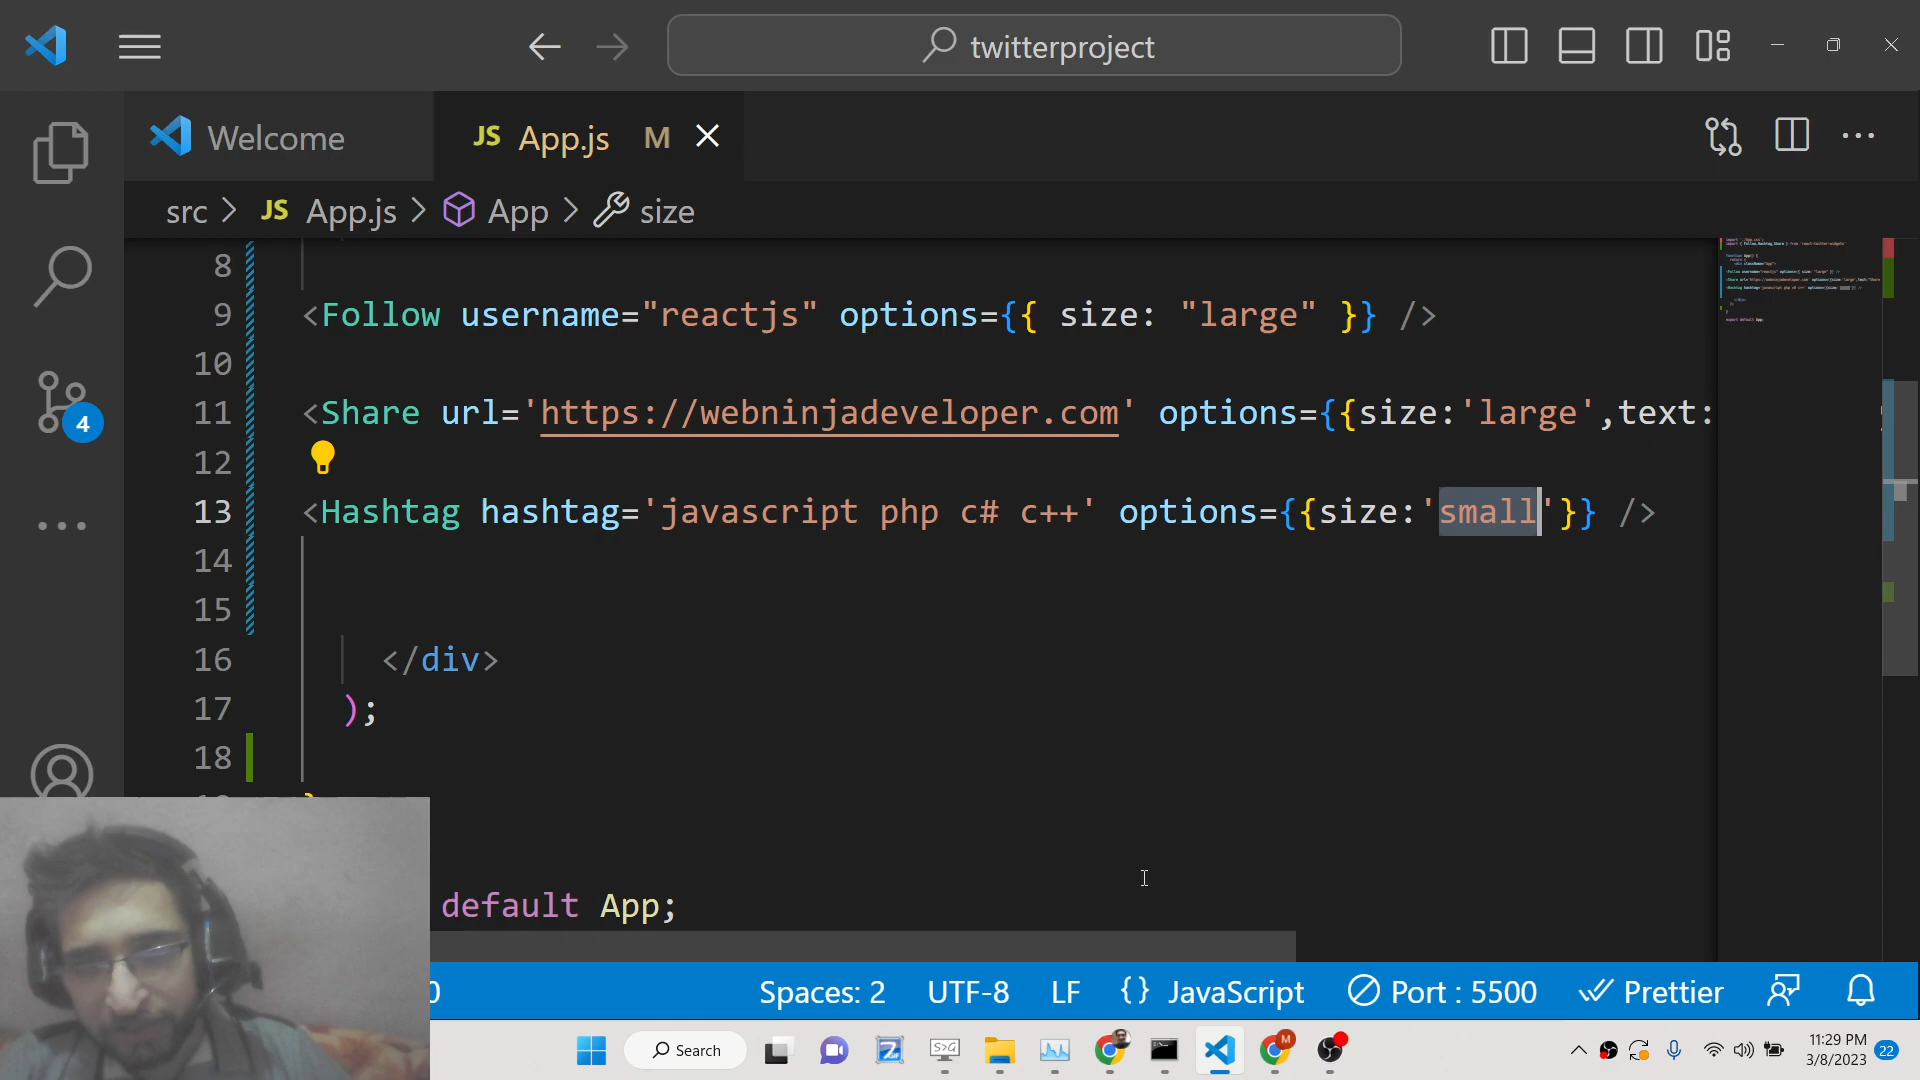 twitterproject
Welcome
JS App.js M
src > JS App.js > App > size
8
9 <Follow username="reactjs" options={{ size: "large" }} />
10
11 <Share url='https://webninjadeveloper.com' options={{size:'large',text:
12
13 <Hashtag hashtag='javascript php c# c++' options={{size:'small'}} />
14
15
16 </div>
17 );
18
}
default App;
4
0 Spaces: 2 UTF-8 LF {} JavaScript Port : 5500 Prettier
Search
11:29 PM
3/8/2023
22